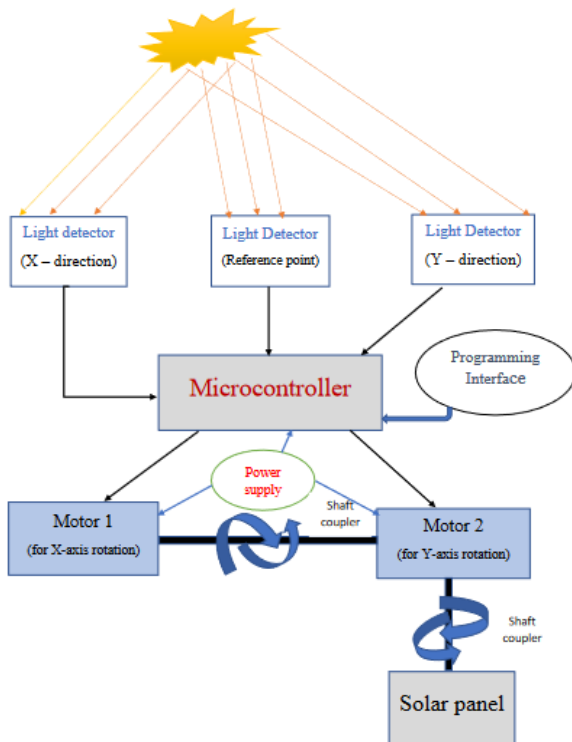 Light detector
(X – direction)
Light Detector
(Reference point)
Light Detector
(Y – direction)
Programming
Interface
Microcontroller
Power
supply
Motor 1
(for X-axis rotation)
Shaft
coupler
Motor 2
(for Y-axis rotation)
Shaft
coupler
Solar panel